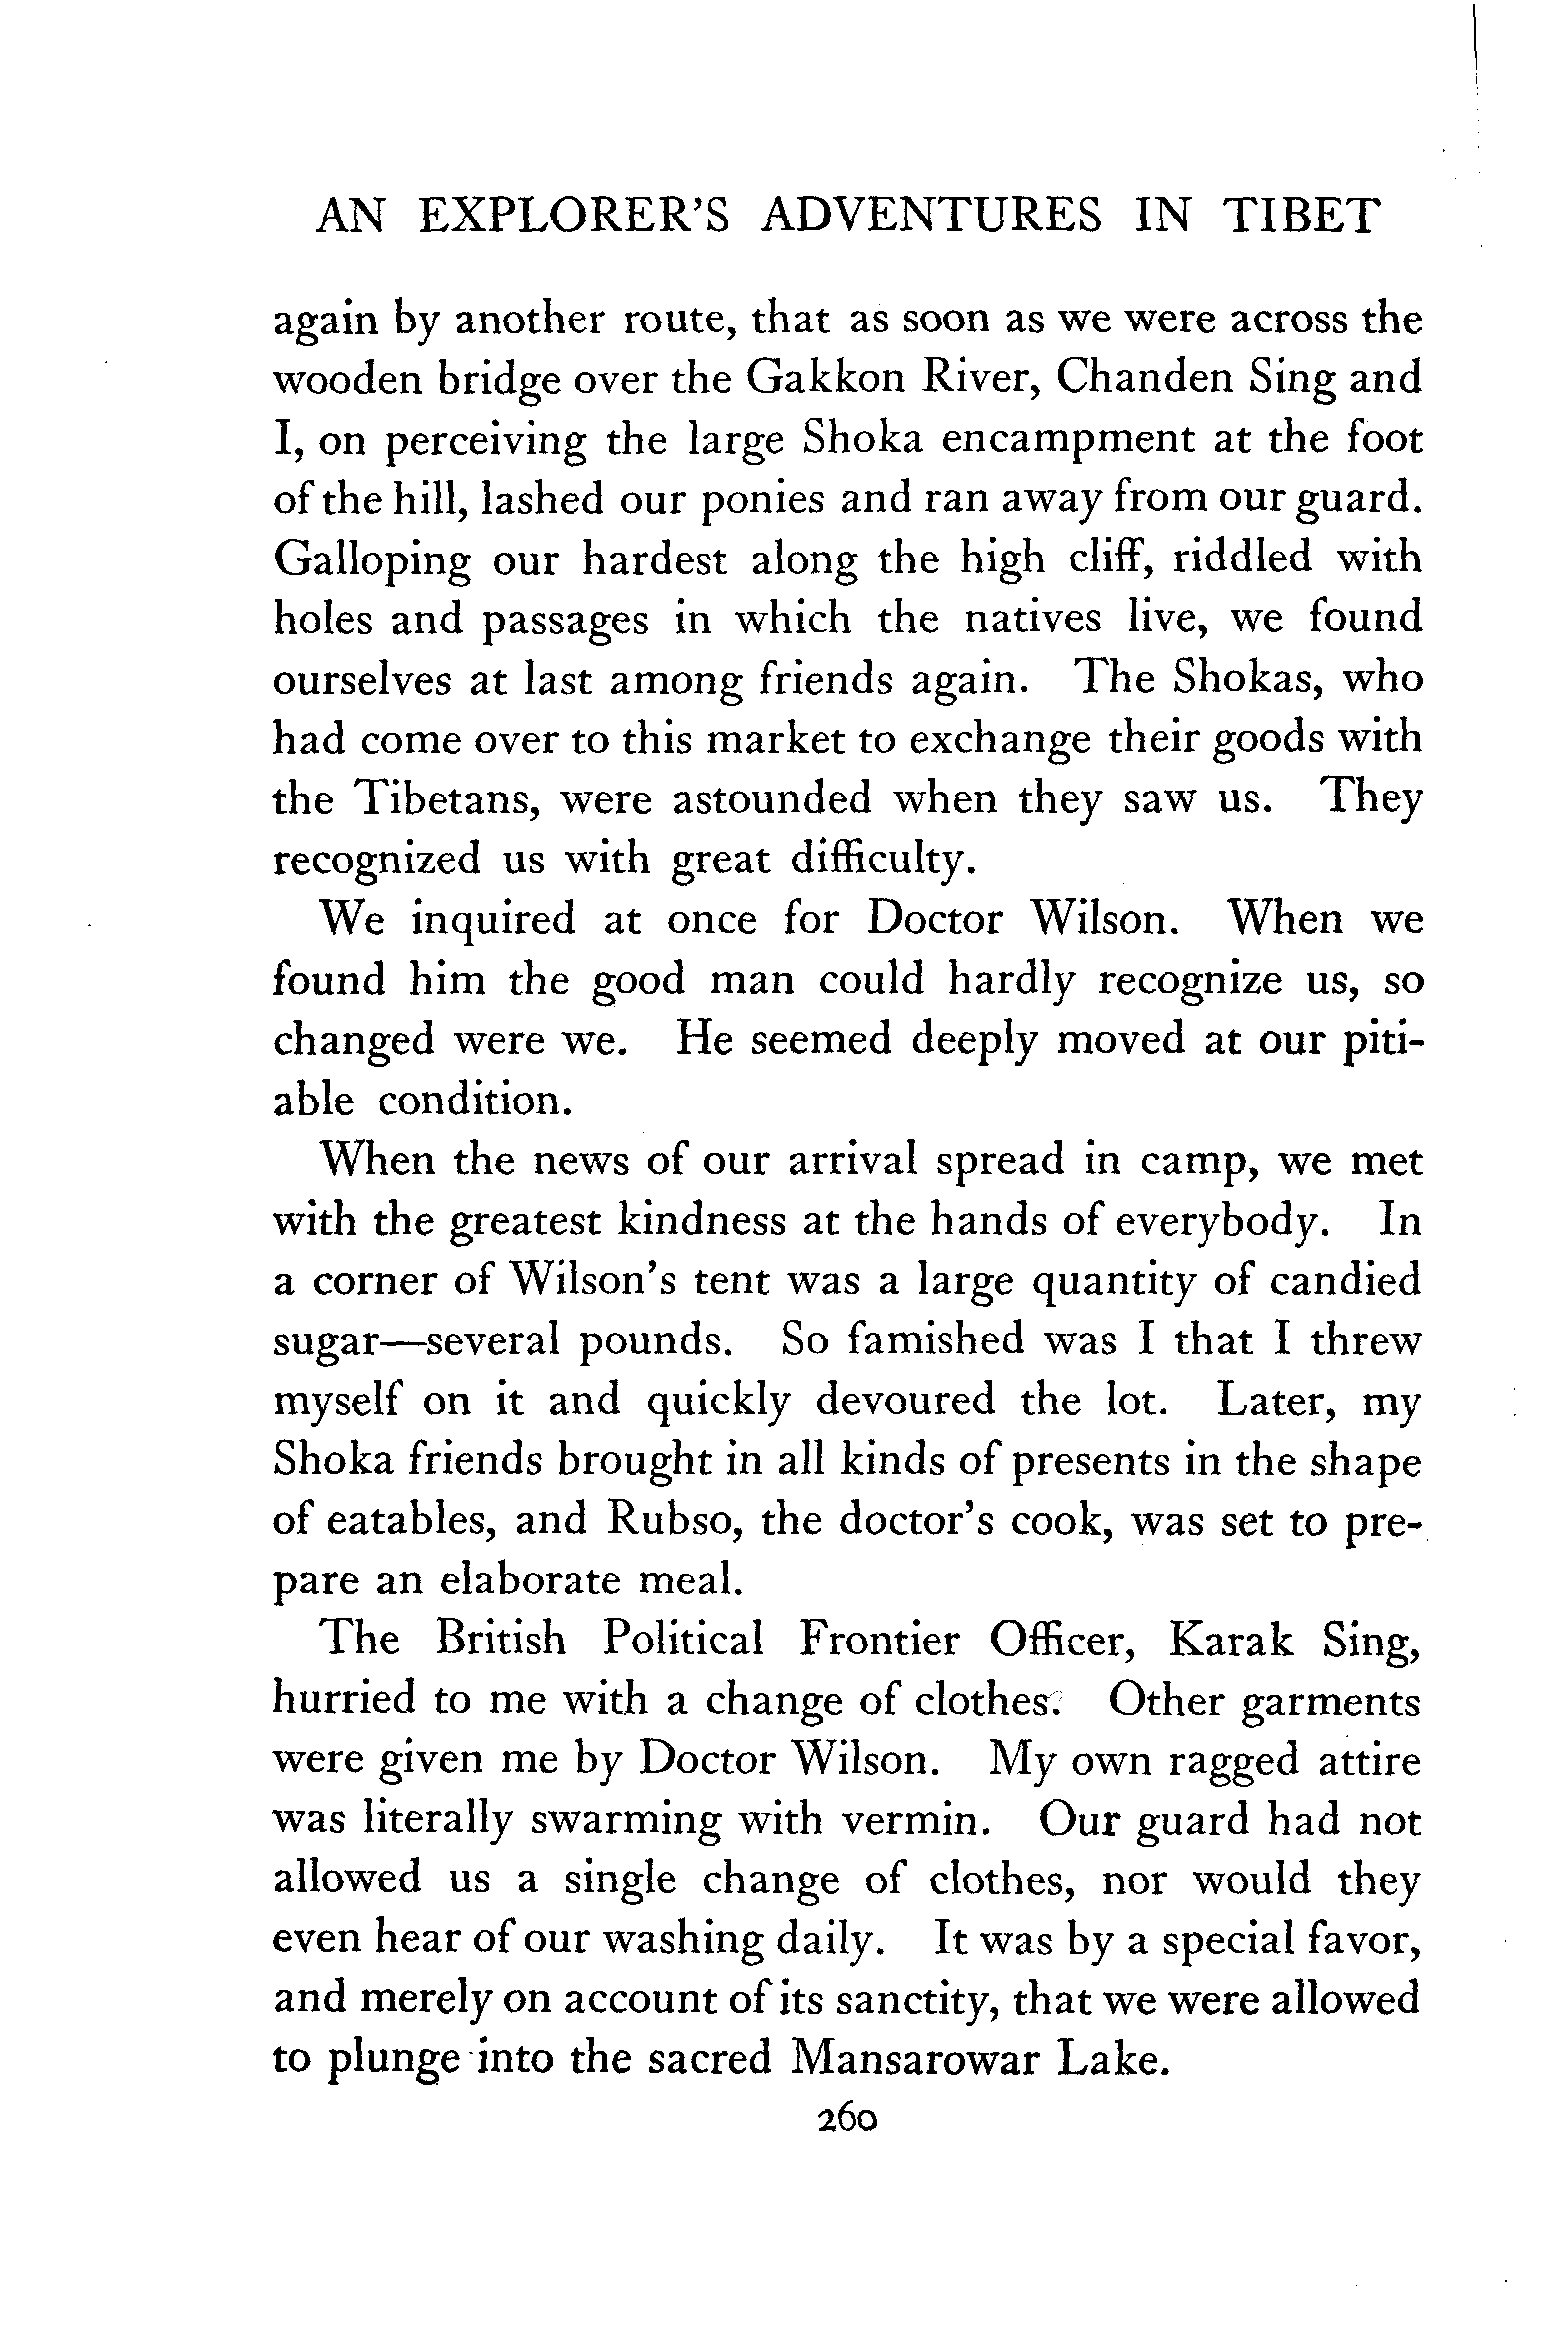 AN EXPLORER'S ADVENTURES IN TIBET
again by another route, that as soon as we were across the
wooden bridge over the Gakkon River, Chanden Sing and
I, on perceiving the large Shoka encampment at the foot
of the hill, lashed our ponies and ran away from our guard.
Galloping our hardest along the high cliff, riddled with
holes and passages in which the natives live, we found
ourselves at last among friends again. The Shokas, who
had come over to this market to exchange their goods with
the Tibetans, were astounded when they saw us. They
recognized us with great difficulty.
We inquired at once for Doctor Wilson. When we
found him the good man could hardly recognize us, so
changed were we. He seemed deeply moved at our piti-
able condition.
When the news of our arrival spread in camp, we met
with the greatest kindness at the hands of everybody. In
a corner of Wilson's tent was a large quantity of candied
sugar—several pounds. So famished was I that I threw
myself on it and quickly devoured the lot. Later, my
Shoka friends brought in all kinds of presents in the shape
of eatables, and Rubso, the doctor's cook, was set to pre-
pare an elaborate meal.
The British Political Frontier Officer, Karak Sing,
hurried to me with a change of clothes. Other garments
were given me by Doctor Wilson. My own ragged attire
was literally swarming with vermin. Our guard had not
allowed us a single change of clothes, nor would they
even hear of our washing daily. It was by a special favor,
and merely on account of its sanctity, that we were allowed
to plunge into the sacred Mansarowar Lake.
260